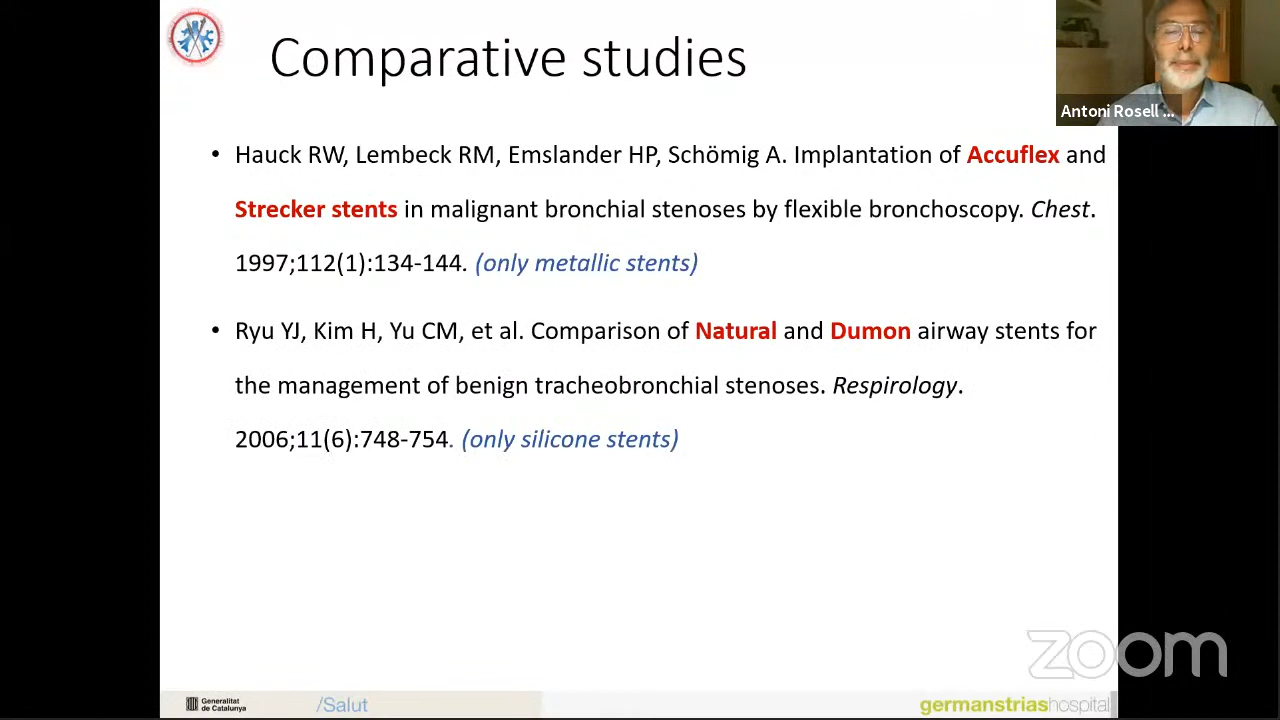 Comparative studies
Antoni Rosell ...
• Hauck RW, Lembeck RM, Emslander HP, Schömig A. Implantation of Accuflex and
Strecker stents in malignant bronchial stenoses by flexible bronchoscopy. Chest.
1997;112(1):134-144. (only metallic stents)
• Ryu YJ, Kim H, Yu CM, et al. Comparison of Natural and Dumon airway stents for
the management of benign tracheobronchial stenoses. Respirology.
2006;11(6):748-754. (only silicone stents)
zoom
Generalitat
de Catalunya
/Salut
germanstriashospital